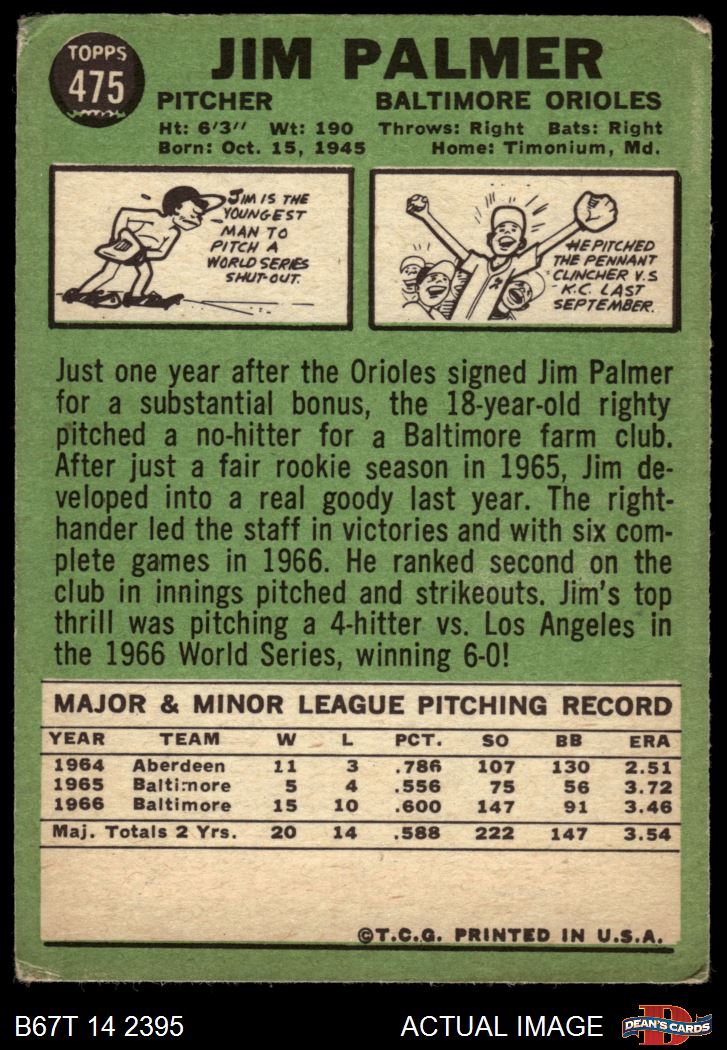 TOPPS
475
JIM PALMER
PITCHER BALTIMORE ORIOLES
Ht: 6'3" Wt: 190 Throws: Right Bats: Right
Born: Oct. 15, 1945 Home: Timonium, Md.
JIM IS THE
YOUNGEST
MAN TO
PITCH A
WORLD SERIES
SHUT-OUT.
HE PITCHED
THE PENNANT
CLINCHER V.S
K.C. LAST
SEPTEMBER.
Just one year after the Orioles signed Jim Palmer
for a substantial bonus, the 18-year-old righty
pitched a no-hitter for a Baltimore farm club.
After just a fair rookie season in 1965, Jim de-
veloped into a real goody last year. The right-
hander led the staff in victories and with six com-
plete games in 1966. He ranked second on the
club in innings pitched and strikeouts. Jim's top
thrill was pitching a 4-hitter vs. Los Angeles in
the 1966 World Series, winning 6-0!
MAJOR & MINOR LEAGUE PITCHING RECORD
YEAR TEAM W L PCT. SO BB ERA
1964 Aberdeen 11 3 .786 107 130 2.51
1965 Baltimore 5 4 .556 75 56 3.72
1966 Baltimore 15 10 .600 147 91 3.46
Maj. Totals 2 Yrs. 20 14 .588 222 147 3.54
©T.C.G. PRINTED IN U.S.A.
B67T 14 2395 ACTUAL IMAGE
D
DEAN'S CARDS